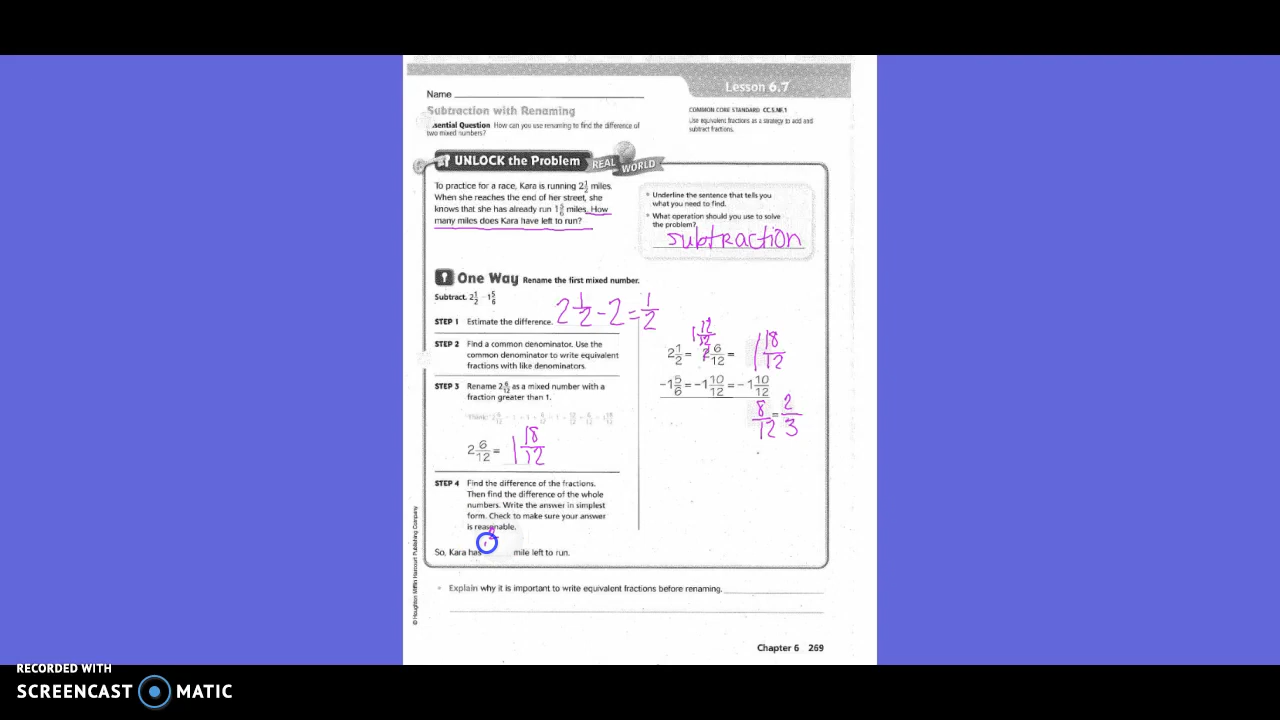 Lesson 6.7
Name
Subtraction with Renaming
COMMON CORE STANDARD CC.5.NF.1
Use equivalent fractions as a strategy to add and
subtract fractions.
sential Question How can you use renaming to find the difference of
two mixed numbers?
UNLOCK the Problem REAL WORLD
To practice for a race, Kara is running 2 1/2 miles.
When she reaches the end of her street, she
knows that she has already run 1 5/6 miles. How
many miles does Kara have left to run?
• Underline the sentence that tells you
what you need to find.
• What operation should you use to solve
the problem?
subtraction
One Way Rename the first mixed number.
Subtract. 2 1/2 − 1 5/6
STEP 1 Estimate the difference. 2 1/2 - 2 = 1/2
STEP 2 Find a common denominator. Use the
common denominator to write equivalent
fractions with like denominators.
STEP 3 Rename 2 6/12 as a mixed number with a
fraction greater than 1.
2 6/12 = 1 18/12
STEP 4 Find the difference of the fractions.
Then find the difference of the whole
numbers. Write the answer in simplest
form. Check to make sure your answer
is reasonable.
1 12/12
2 1/2 = 2 6/12 = 1 18/12
−1 5/6 = −1 10/12 = −1 10/12
8/12 = 2/3
So, Kara has mile left to run.
• Explain why it is important to write equivalent fractions before renaming.
© Houghton Mifflin Harcourt Publishing Company
Chapter 6 269
RECORDED WITH
SCREENCAST MATIC